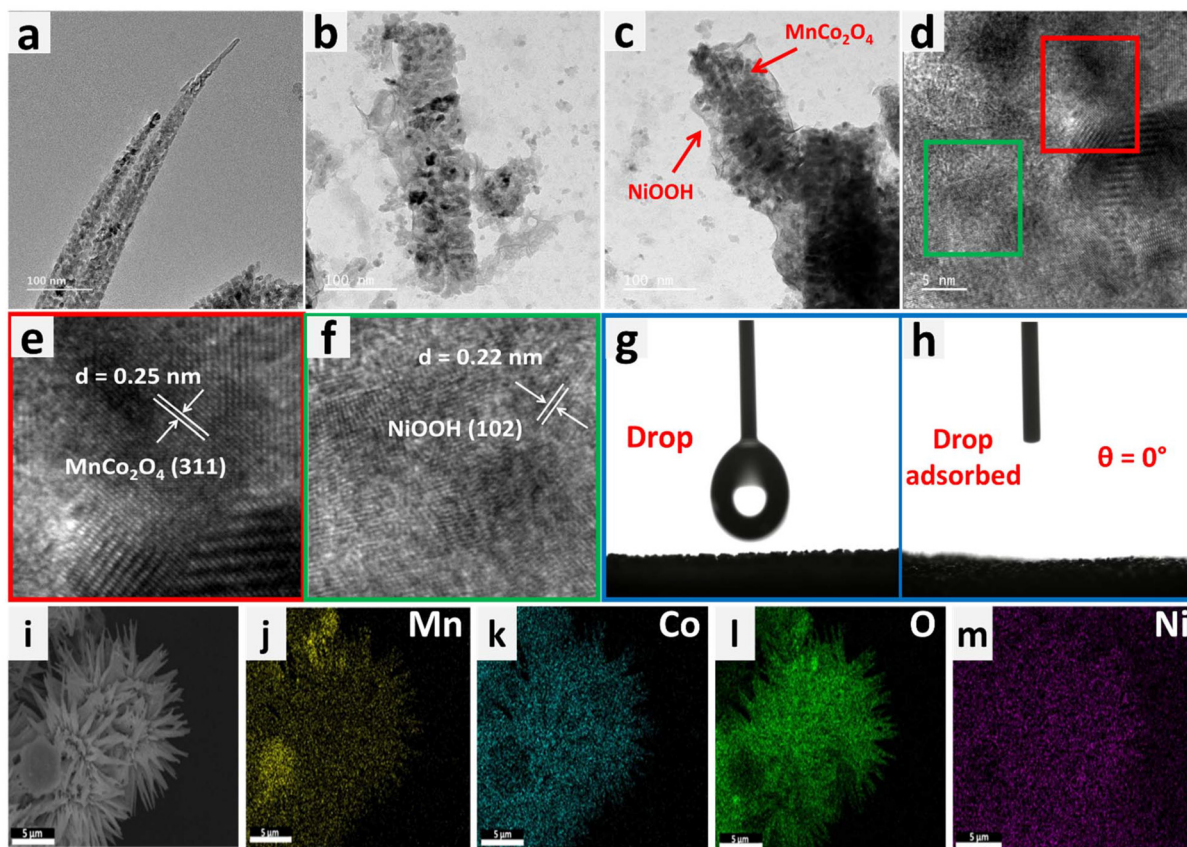 a
100 nm
b
100 nm
c
MnCo₂O₄
NiOOH
100 nm
d
5 nm
e
d = 0.25 nm
MnCo₂O₄ (311)
f
d = 0.22 nm
NiOOH (102)
g
Drop
h
Drop
adsorbed
θ = 0°
i
5 μm
j
Mn
5 μm
k
Co
5 μm
l
O
5 μm
m
Ni
5 μm